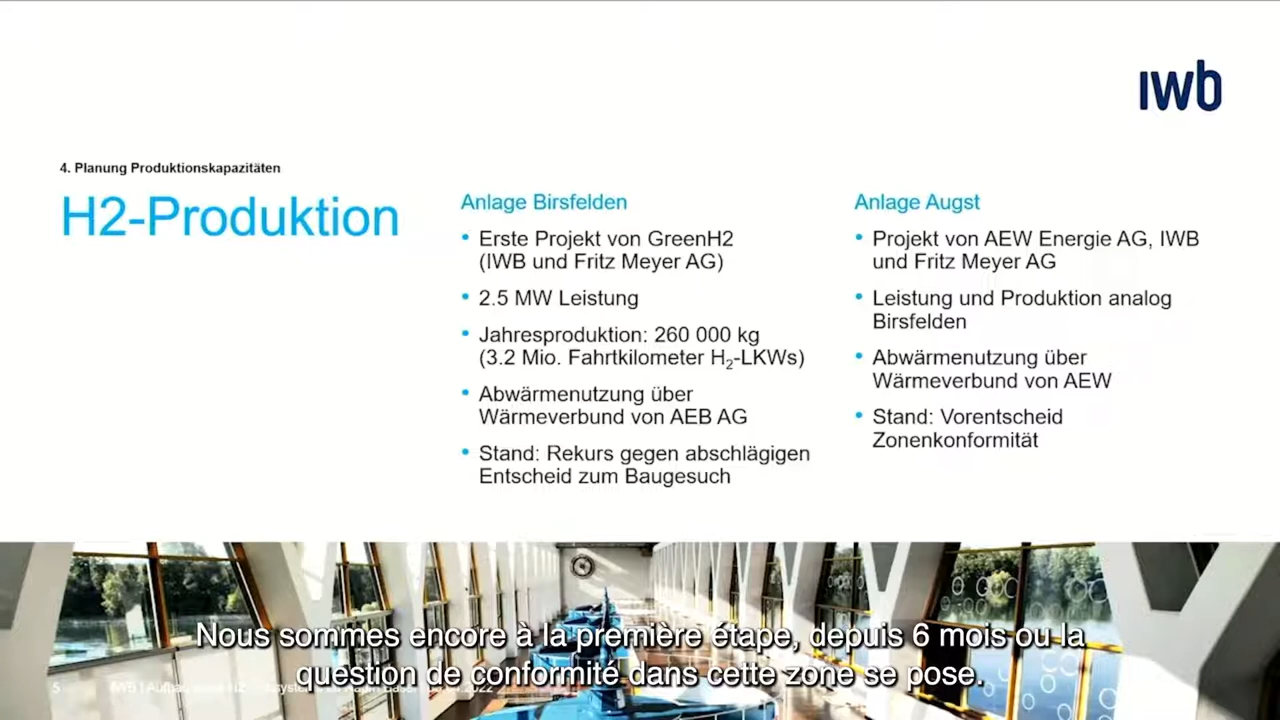 iwb
4. Planung Produktionskapazitäten
H2-Produktion
Anlage Birsfelden
• Erste Projekt von GreenH2
(IWB und Fritz Meyer AG)
• 2.5 MW Leistung
• Jahresproduktion: 260 000 kg
(3.2 Mio. Fahrtkilometer H2-LKWs)
• Abwärmenutzung über
Wärmeverbund von AEB AG
• Stand: Rekurs gegen abschlägigen
Entscheid zum Baugesuch
Anlage Augst
• Projekt von AEW Energie AG, IWB
und Fritz Meyer AG
• Leistung und Produktion analog
Birsfelden
• Abwärmenutzung über
Wärmeverbund von AEW
• Stand: Vorentscheid
Zonenkonformität
Nous sommes encore à la première étape, depuis 6 mois ou la
question de conformité dans cette zone se pose.
5 IWB